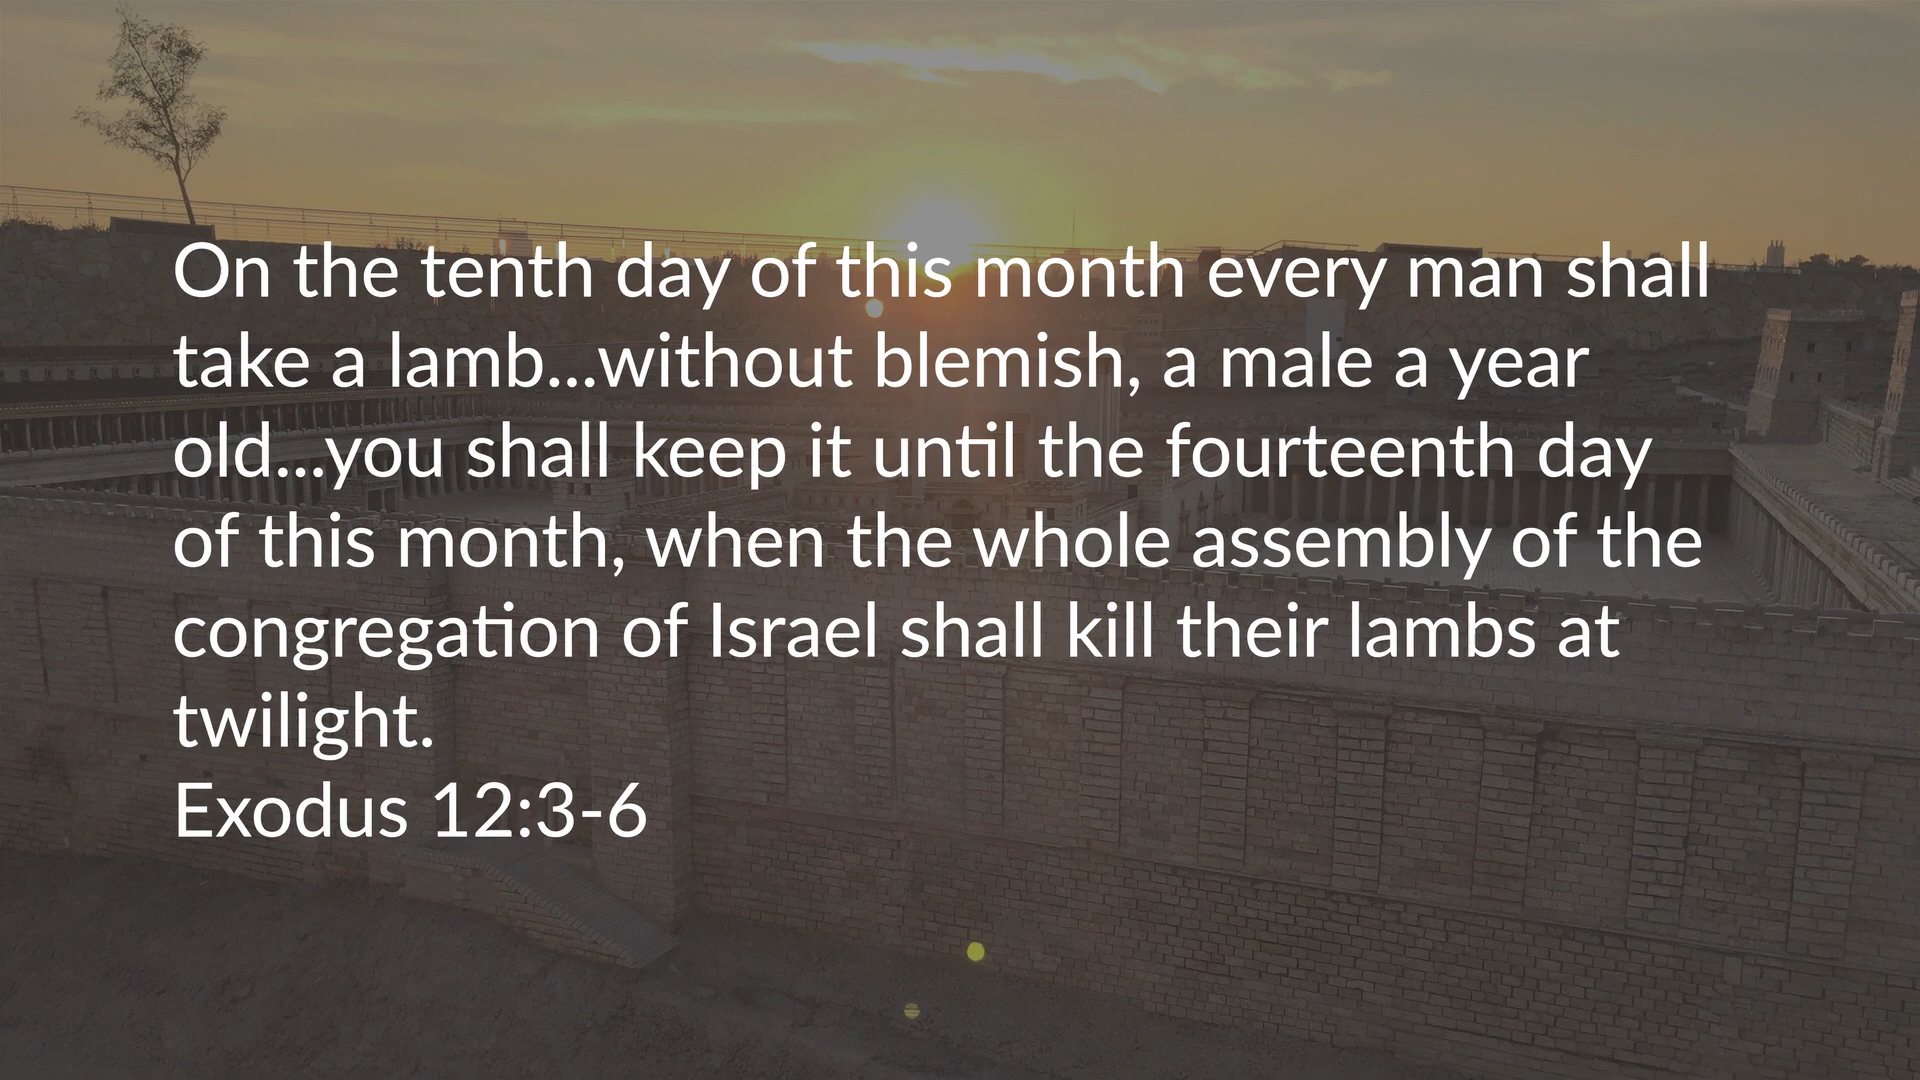 On the tenth day of this month every man shall
take a lamb...without blemish, a male a year
old...you shall keep it until the fourteenth day
of this month, when the whole assembly of the
congregation of Israel shall kill their lambs at
twilight.
Exodus 12:3-6